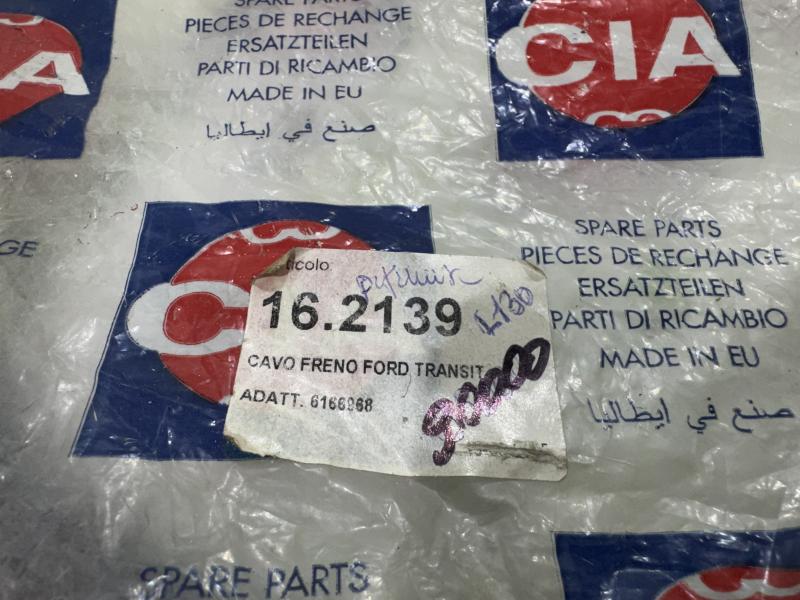 SPARE PARTS
PIECES DE RECHANGE
ERSATZTEILEN
PARTI DI RICAMBIO
MADE IN EU
صنع في ايطاليا
CIA
SPARE PARTS
PIECES DE RECHANGE
ERSATZTEILEN
PARTI DI RICAMBIO
MADE IN EU
صنع في ايطاليا
16.2139
CAVO FRENO FORD TRANSIT
ADATT. 6166968
L130
90000
SPARE PARTS